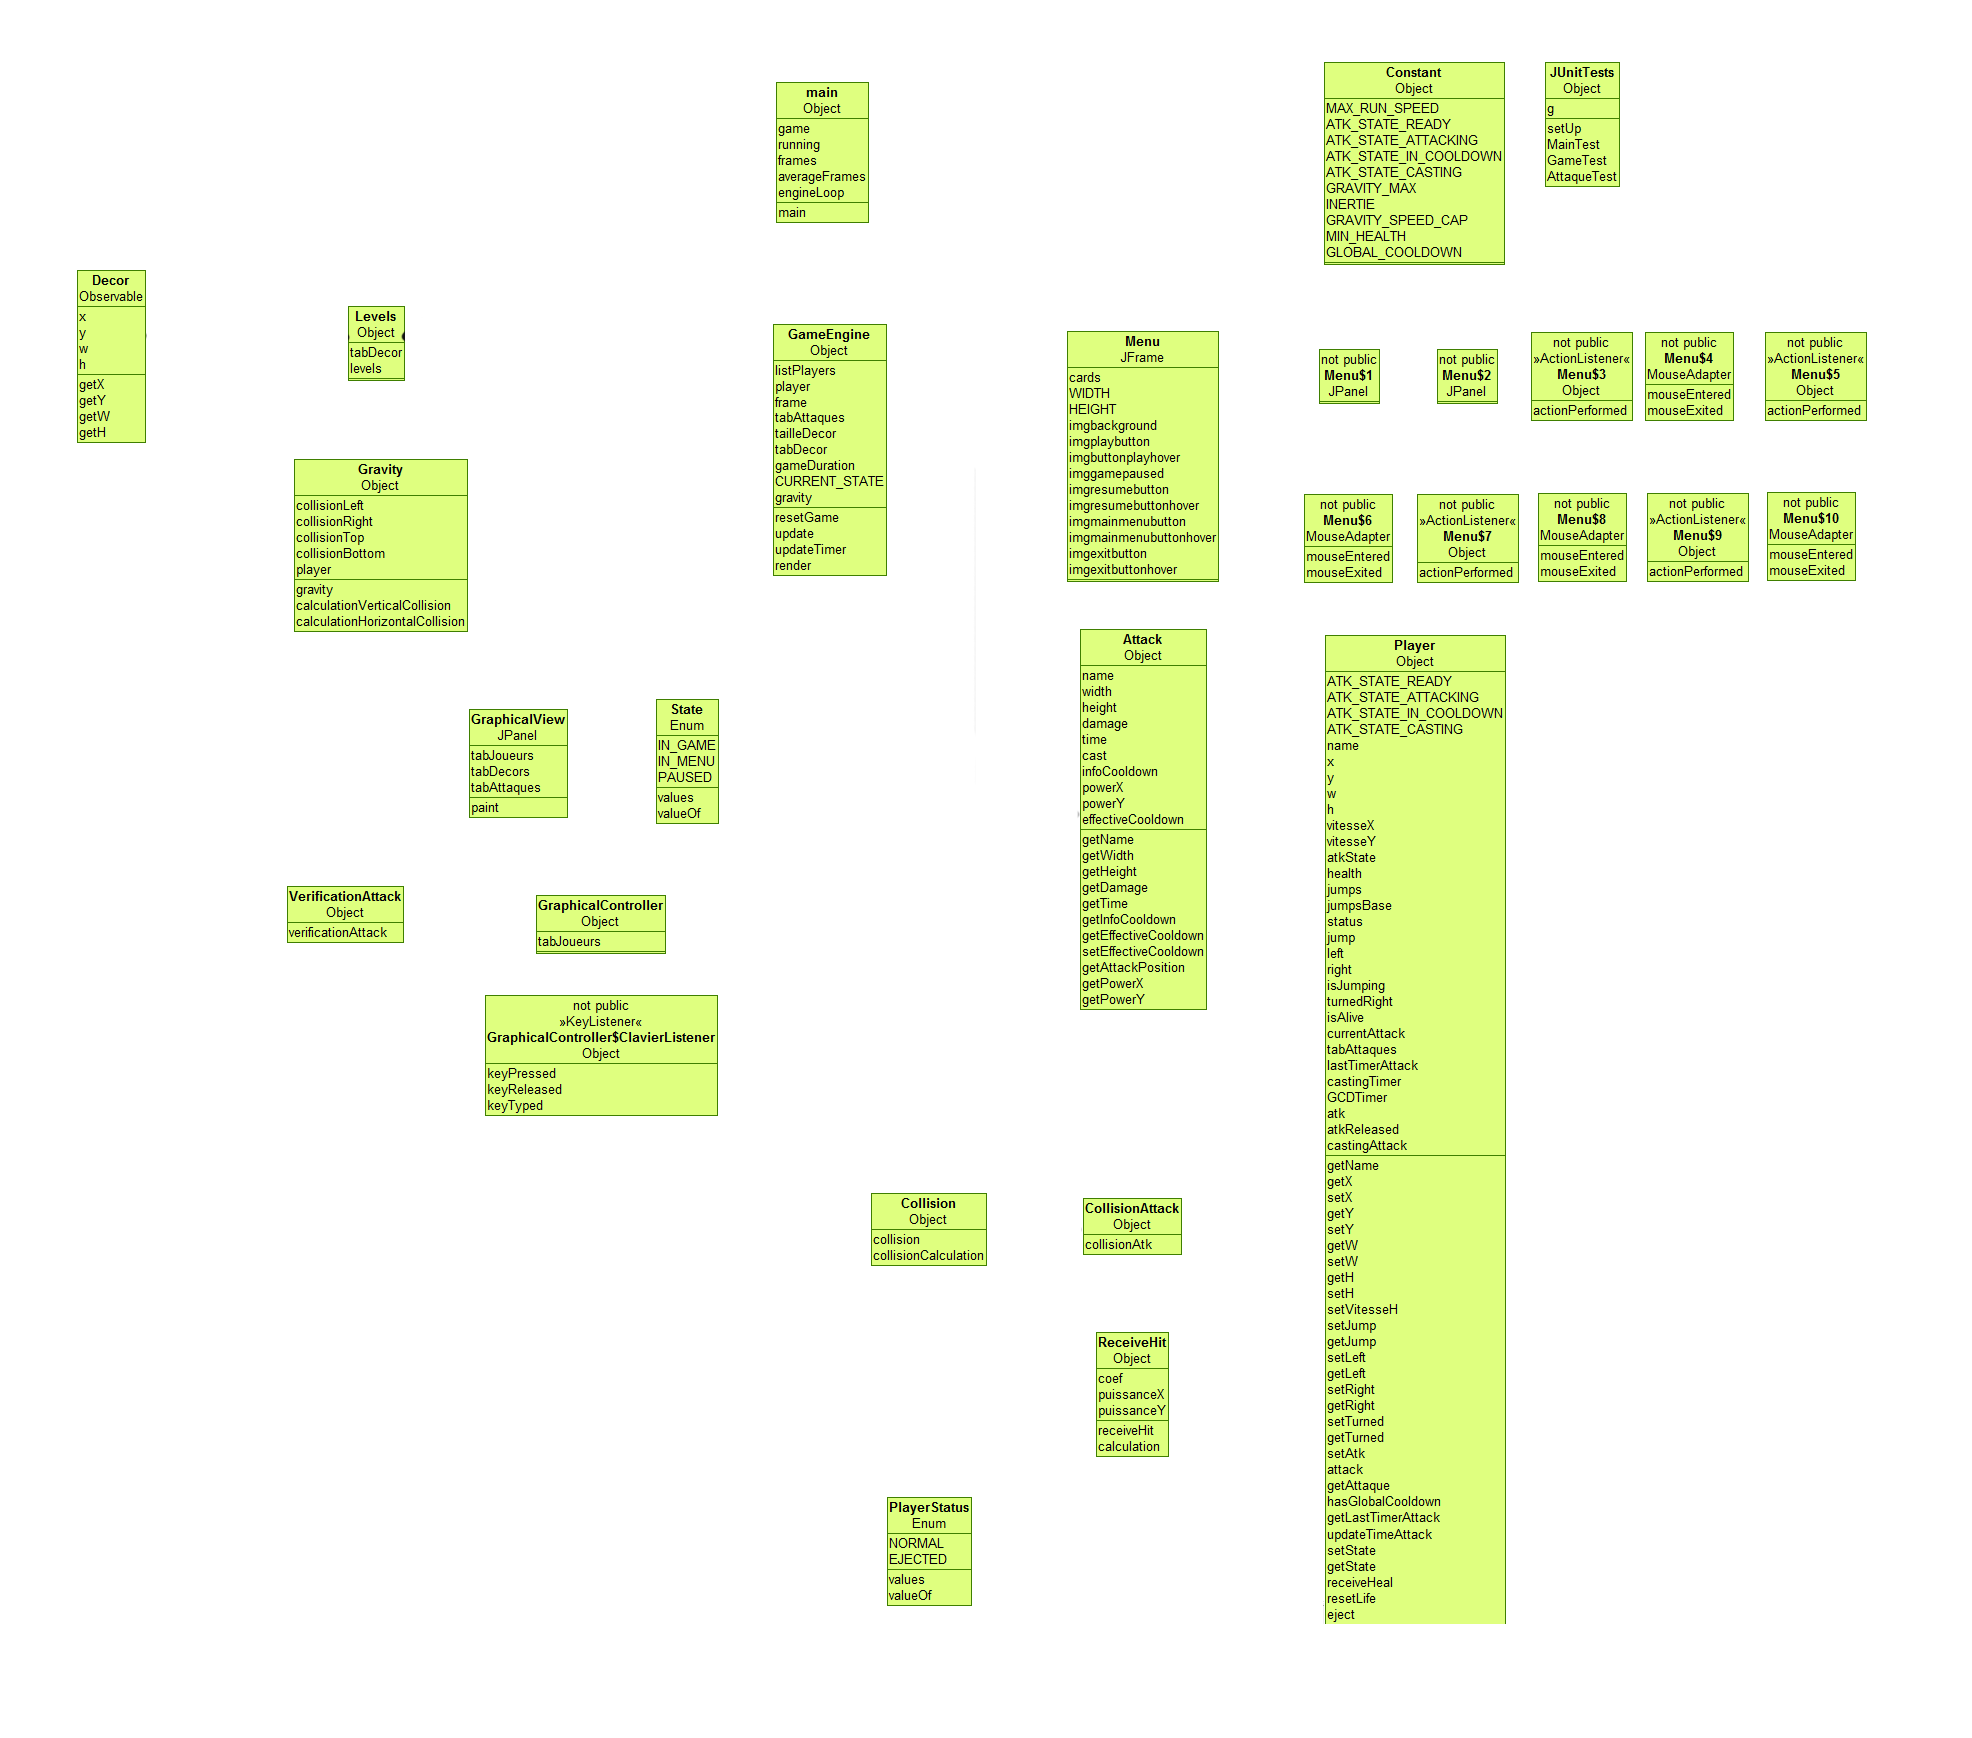 main
Object
game
running
frames
averageFrames
engineLoop
main
Constant
Object
MAX_RUN_SPEED
ATK_STATE_READY
ATK_STATE_ATTACKING
ATK_STATE_IN_COOLDOWN
ATK_STATE_CASTING
GRAVITY_MAX
INERTIE
GRAVITY_SPEED_CAP
MIN_HEALTH
GLOBAL_COOLDOWN
JUnitTests
Object
g
setUp
MainTest
GameTest
AttaqueTest
Decor
Observable
x
y
w
h
getX
getY
getW
getH
Levels
Object
tabDecor
levels
Gravity
Object
collisionLeft
collisionRight
collisionTop
collisionBottom
player
gravity
calculationVerticalCollision
calculationHorizontalCollision
GameEngine
Object
listPlayers
player
frame
tabAttaques
tailleDecor
tabDecor
gameDuration
CURRENT_STATE
gravity
resetGame
update
updateTimer
render
Menu
JFrame
cards
WIDTH
HEIGHT
imgbackground
imgplaybutton
imgbuttonplayhover
imggamepaused
imgresumebutton
imgresumebuttonhover
imgmainmenubutton
imgmainmenubuttonhover
imgexitbutton
imgexitbuttonhover
not public
Menu$1
JPanel
not public
Menu$2
JPanel
not public
»ActionListener«
Menu$3
Object
actionPerformed
not public
Menu$4
MouseAdapter
mouseEntered
mouseExited
not public
»ActionListener«
Menu$5
Object
actionPerformed
not public
Menu$6
MouseAdapter
mouseEntered
mouseExited
not public
»ActionListener«
Menu$7
Object
actionPerformed
not public
Menu$8
MouseAdapter
mouseEntered
mouseExited
not public
»ActionListener«
Menu$9
Object
actionPerformed
not public
Menu$10
MouseAdapter
mouseEntered
mouseExited
GraphicalView
JPanel
tabJoueurs
tabDecors
tabAttaques
paint
State
Enum
IN_GAME
IN_MENU
PAUSED
values
valueOf
Attack
Object
name
width
height
damage
time
cast
infoCooldown
powerX
powerY
effectiveCooldown
getName
getWidth
getHeight
getDamage
getTime
getInfoCooldown
getEffectiveCooldown
setEffectiveCooldown
getAttackPosition
getPowerX
getPowerY
Player
Object
ATK_STATE_READY
ATK_STATE_ATTACKING
ATK_STATE_IN_COOLDOWN
ATK_STATE_CASTING
name
x
y
w
h
vitesseX
vitesseY
atkState
health
jumps
jumpsBase
status
jump
left
right
isJumping
turnedRight
isAlive
currentAttack
tabAttaques
lastTimerAttack
castingTimer
GCDTimer
atk
atkReleased
castingAttack
getName
getX
setX
getY
setY
getW
setW
getH
setH
setVitesseH
setJump
getJump
setLeft
getLeft
setRight
getRight
setTurned
getTurned
setAtk
attack
getAttaque
hasGlobalCooldown
getLastTimerAttack
updateTimeAttack
setState
getState
receiveHeal
resetLife
eject
VerificationAttack
Object
verificationAttack
GraphicalController
Object
tabJoueurs
not public
»KeyListener«
GraphicalController$ClavierListener
Object
keyPressed
keyReleased
keyTyped
Collision
Object
collision
collisionCalculation
CollisionAttack
Object
collisionAtk
ReceiveHit
Object
coef
puissanceX
puissanceY
receiveHit
calculation
PlayerStatus
Enum
NORMAL
EJECTED
values
valueOf